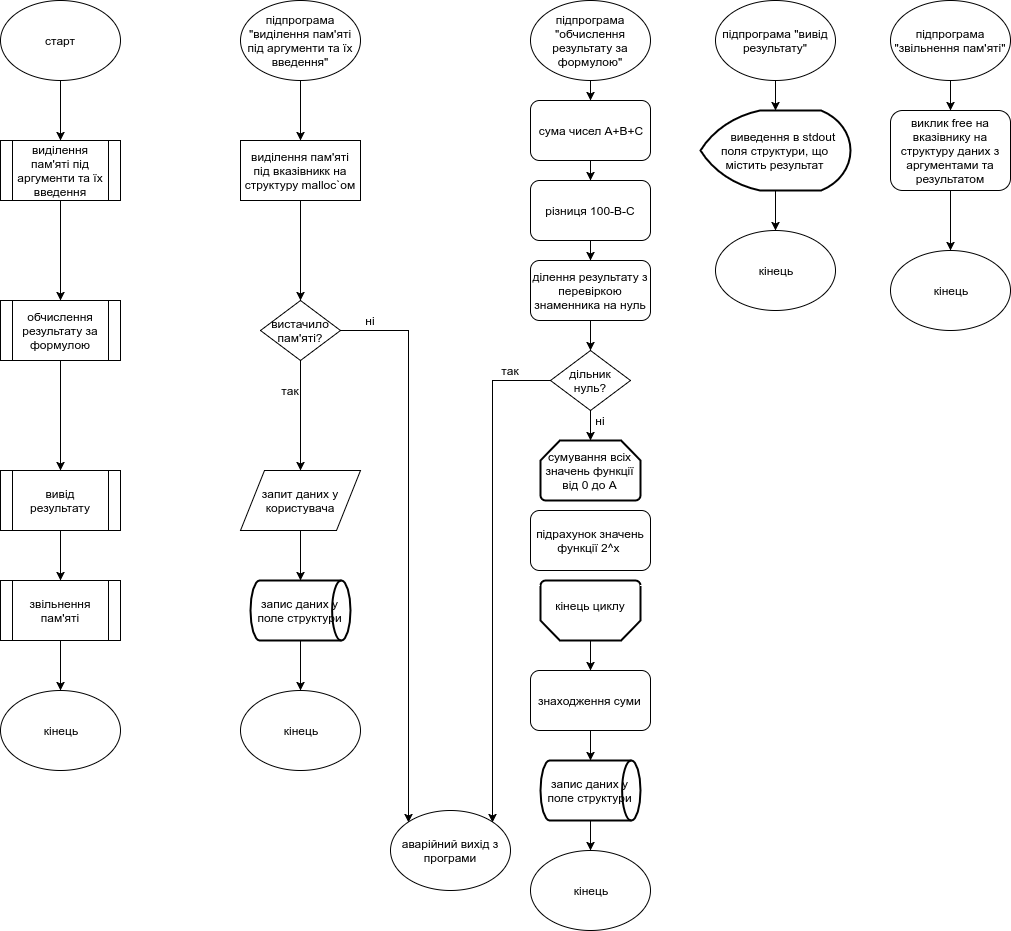 старт
виділення
пам'яті під
аргументи та їх
введення
обчислення
результату за
формулою
вивід
результату
звільнення
пам'яті
кінець
підпрограма
"виділення пам'яті
під аргументи та їх
введення"
виділення пам'яті
під вказівникк на
структуру malloc`ом
вистачило
пам'яті?
ні
так
запит даних у
користувача
запис даних у
поле структури
кінець
аварійний вихід з
програми
підпрограма
"обчислення
результату за
формулою"
сума чисел A+B+C
різниця 100-B-C
ділення результату з
перевіркою
знаменника на нуль
дільник
нуль?
так
ні
сумування всіх
значень функції
від 0 до A
підрахунок значень
функції 2^x
кінець циклу
знаходження суми
запис даних у
поле структури
кінець
підпрограма "вивід
результату"
виведення в stdout
поля структури, що
містить результат
кінець
підпрограма
"звільнення пам'яті"
виклик free на
вказівнику на
структуру даних з
аргументами та
результатом
кінець